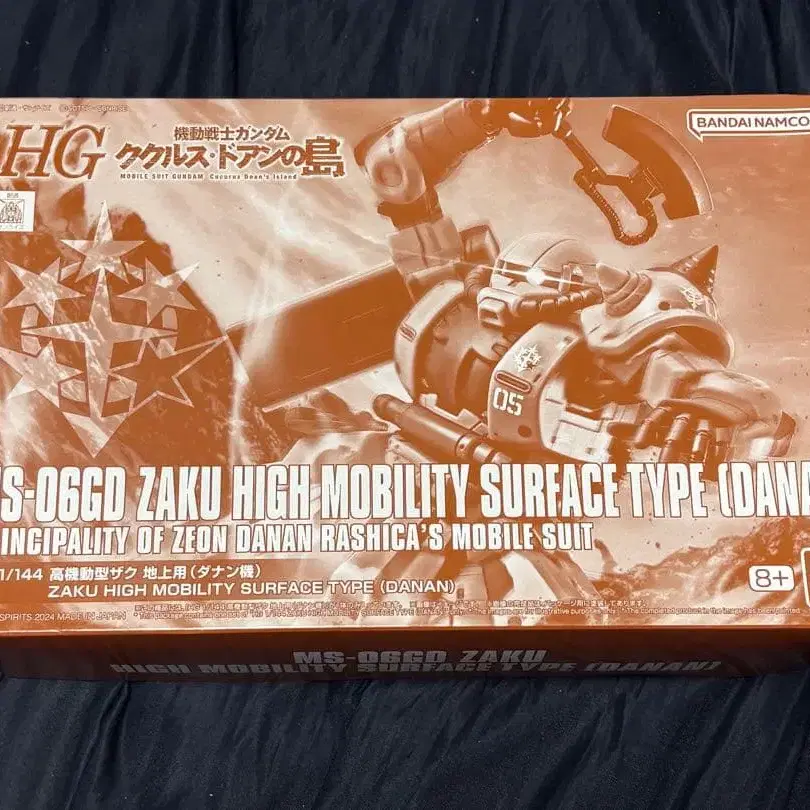 HG
機動戦士ガンダム
ククルス・ドアンの島
MOBILE SUIT GUNDAM Cucuruz Doan's Island
BANDAI NAMCO
05
MS-06GD ZAKU HIGH MOBILITY SURFACE TYPE (DANA
INCIPALITY OF ZEON DANAN RASHICA'S MOBILE SUIT
1/144 高機動型ザク 地上用(ダナン機)
ZAKU HIGH MOBILITY SURFACE TYPE (DANAN)
8+
SPIRITS 2024 MADE IN JAPAN
MS-06GD ZAKU
HIGH MOBILITY SURFACE TYPE (DANAN)